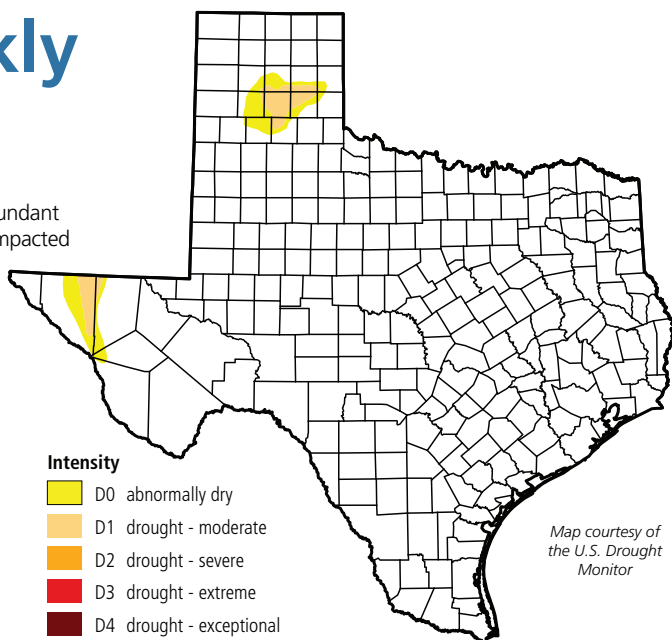 kly
undant
mpacted
Intensity
D0 abnormally dry
D1 drought - moderate
D2 drought - severe
D3 drought - extreme
D4 drought - exceptional
Map courtesy of
the U.S. Drought
Monitor